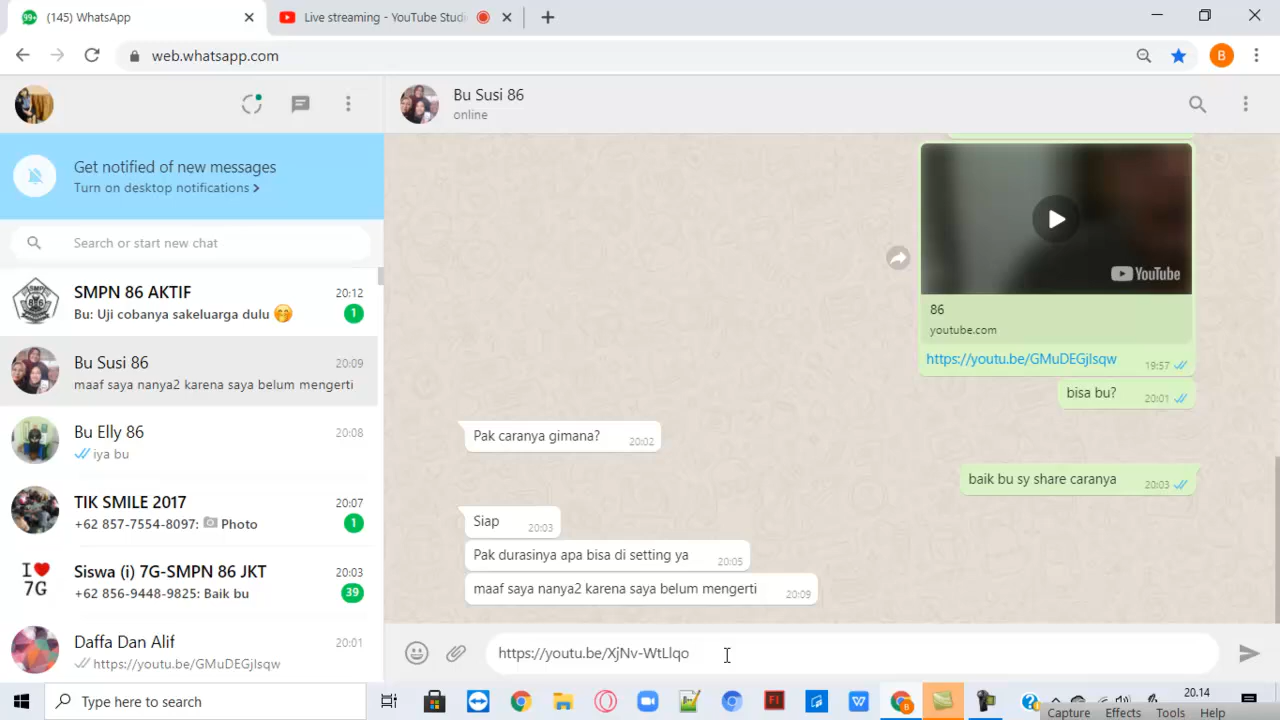 (145) WhatsApp
Live streaming - YouTube Studi
web.whatsapp.com
B
Bu Susi 86
online
Get notified of new messages
Turn on desktop notifications >
Search or start new chat
SMPN 86 AKTIF
20:12
Bu: Uji cobanya sakeluarga dulu 🤭
1
Bu Susi 86
20:09
maaf saya nanya2 karena saya belum mengerti
Bu Elly 86
20:08
iya bu
TIK SMILE 2017
20:07
+62 857-7554-8097: Photo
1
I ❤ 7G
Siswa (i) 7G-SMPN 86 JKT
20:03
+62 856-9448-9825: Baik bu
39
Daffa Dan Alif
20:01
https://youtu.be/GMuDEGjIsqw
YouTube
86
youtube.com
https://youtu.be/GMuDEGjIsqw
19:57
bisa bu?
20:01
Pak caranya gimana?
20:02
baik bu sy share caranya
20:03
Siap
20:03
Pak durasinya apa bisa di setting ya
20:05
maaf saya nanya2 karena saya belum mengerti
20:09
https://youtu.be/XjNv-WtLlqo
Type here to search
20.14
Capture Effects Tools Help